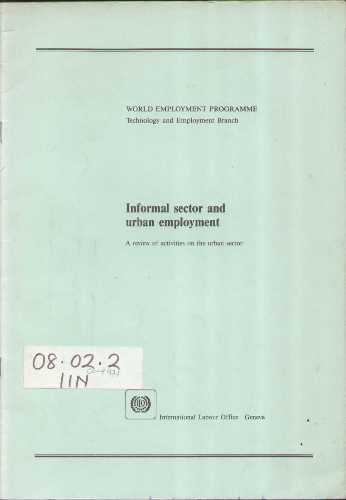 WORLD EMPLOYMENT PROGRAMME
Technology and Employment Branch
Informal sector and
urban employment
A review of activities on the urban sector
08.02.2
IIN
International Labour Office Geneva